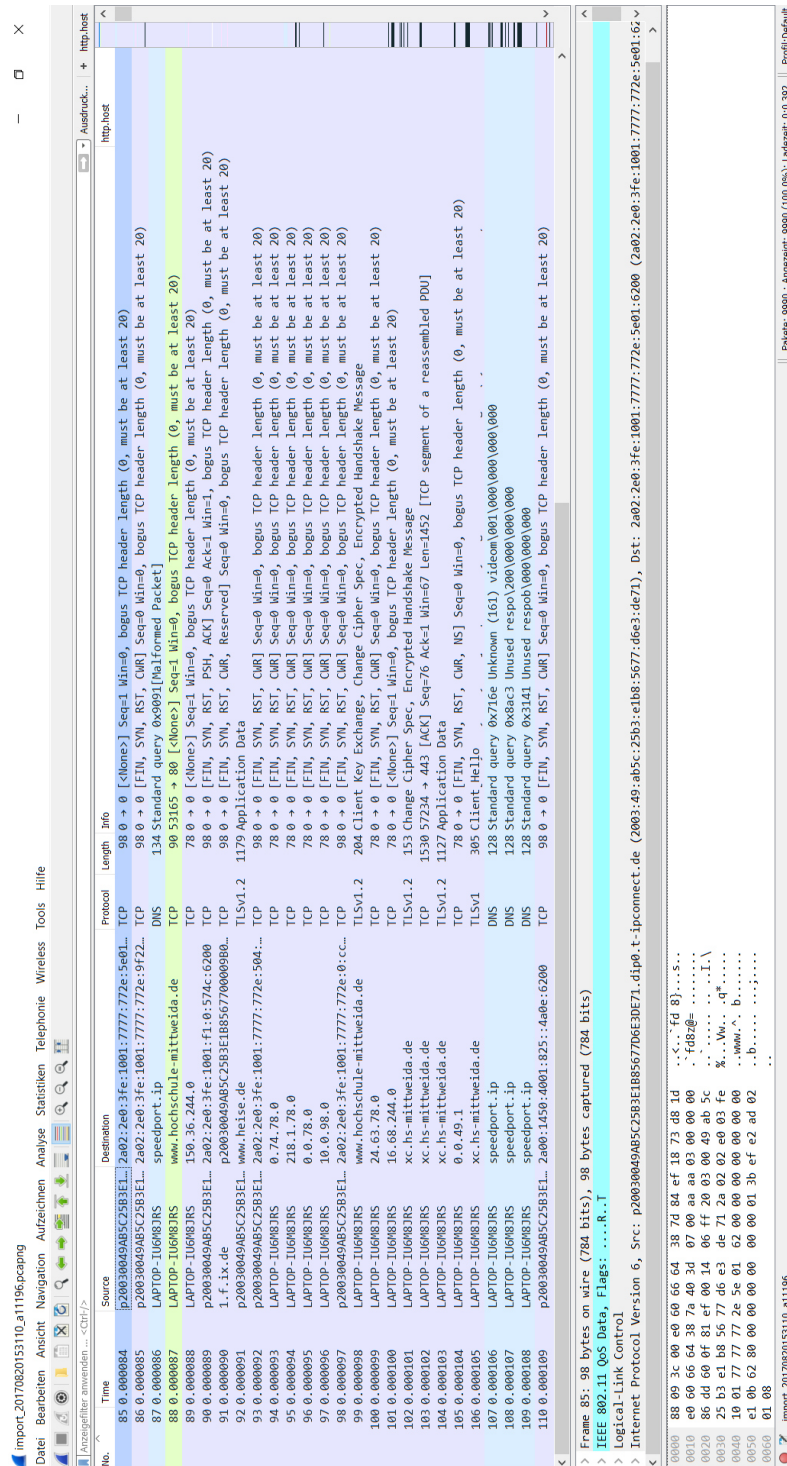 import_20170820153110_a11196.pcapng
Datei Bearbeiten Ansicht Navigation Aufzeichnen Analyse Statistiken Telephonie Wireless Tools Hilfe
Anzeigefilter anwenden ... <Ctrl-/> Ausdruck... + http.host
No. Time Source Destination Protocol Length Info http.host
85 0.000084 p20030049AB5C25B3E1… 2a02:2e0:3fe:1001:7777:772e:5e01… TCP 98 0 → 0 [<None>] Seq=1 Win=0, bogus TCP header length (0, must be at least 20)
86 0.000085 p20030049AB5C25B3E1… 2a02:2e0:3fe:1001:7777:772e:9f22… TCP 98 0 → 0 [FIN, SYN, RST, CWR] Seq=0 Win=0, bogus TCP header length (0, must be at least 20)
87 0.000086 LAPTOP-IU6M8JRS speedport.ip DNS 134 Standard query 0x9091[Malformed Packet]
88 0.000087 LAPTOP-IU6M8JRS www.hochschule-mittweida.de TCP 90 53165 → 80 [<None>] Seq=1 Win=0, bogus TCP header length (0, must be at least 20)
89 0.000088 LAPTOP-IU6M8JRS 150.36.244.0 TCP 78 0 → 0 [<None>] Seq=1 Win=0, bogus TCP header length (0, must be at least 20)
90 0.000089 p20030049AB5C25B3E1… 2a02:2e0:3fe:1001:f1:0:574c:6200 TCP 98 0 → 0 [FIN, SYN, RST, PSH, ACK] Seq=0 Ack=1 Win=1, bogus TCP header length (0, must be at least 20)
91 0.000090 1.f.ix.de p20030049AB5C25B3E1B8567700009B0… TCP 98 0 → 0 [FIN, SYN, RST, CWR, Reserved] Seq=0 Win=0, bogus TCP header length (0, must be at least 20)
92 0.000091 p20030049AB5C25B3E1… www.heise.de TLSv1.2 1179 Application Data
93 0.000092 p20030049AB5C25B3E1… 2a02:2e0:3fe:1001:7777:772e:504:… TCP 98 0 → 0 [FIN, SYN, RST, CWR] Seq=0 Win=0, bogus TCP header length (0, must be at least 20)
94 0.000093 LAPTOP-IU6M8JRS 0.74.78.0 TCP 78 0 → 0 [FIN, SYN, RST, CWR] Seq=0 Win=0, bogus TCP header length (0, must be at least 20)
95 0.000094 LAPTOP-IU6M8JRS 218.1.78.0 TCP 78 0 → 0 [FIN, SYN, RST, CWR] Seq=0 Win=0, bogus TCP header length (0, must be at least 20)
96 0.000095 LAPTOP-IU6M8JRS 0.0.78.0 TCP 78 0 → 0 [FIN, SYN, RST, CWR] Seq=0 Win=0, bogus TCP header length (0, must be at least 20)
97 0.000096 LAPTOP-IU6M8JRS 10.0.98.0 TCP 78 0 → 0 [FIN, SYN, RST, CWR] Seq=0 Win=0, bogus TCP header length (0, must be at least 20)
98 0.000097 p20030049AB5C25B3E1… 2a02:2e0:3fe:1001:7777:772e:0:cc… TCP 98 0 → 0 [FIN, SYN, RST, CWR] Seq=0 Win=0, bogus TCP header length (0, must be at least 20)
99 0.000098 LAPTOP-IU6M8JRS www.hochschule-mittweida.de TLSv1.2 204 Client Key Exchange, Change Cipher Spec, Encrypted Handshake Message
100 0.000099 LAPTOP-IU6M8JRS 24.63.78.0 TCP 78 0 → 0 [FIN, SYN, RST, CWR] Seq=0 Win=0, bogus TCP header length (0, must be at least 20)
101 0.000100 LAPTOP-IU6M8JRS 16.68.244.0 TCP 78 0 → 0 [<None>] Seq=1 Win=0, bogus TCP header length (0, must be at least 20)
102 0.000101 LAPTOP-IU6M8JRS xc.hs-mittweida.de TLSv1.2 153 Change Cipher Spec, Encrypted Handshake Message
103 0.000102 LAPTOP-IU6M8JRS xc.hs-mittweida.de TCP 1530 57234 → 443 [ACK] Seq=76 Ack=1 Win=67 Len=1452 [TCP segment of a reassembled PDU]
104 0.000103 LAPTOP-IU6M8JRS xc.hs-mittweida.de TLSv1.2 1127 Application Data
105 0.000104 LAPTOP-IU6M8JRS 0.0.49.1 TCP 78 0 → 0 [FIN, SYN, RST, CWR, NS] Seq=0 Win=0, bogus TCP header length (0, must be at least 20)
106 0.000105 LAPTOP-IU6M8JRS xc.hs-mittweida.de TLSv1 305 Client Hello
107 0.000106 LAPTOP-IU6M8JRS speedport.ip DNS 128 Standard query 0x716e Unknown (161) videom\001\000\000\000\000
108 0.000107 LAPTOP-IU6M8JRS speedport.ip DNS 128 Standard query 0x8ac3 Unused respo\200\000\000\000
109 0.000108 LAPTOP-IU6M8JRS speedport.ip DNS 128 Standard query 0x3141 Unused respob\000\000\000
110 0.000109 p20030049AB5C25B3E1… 2a00:1450:4001:825::4a0e:6200 TCP 98 0 → 0 [FIN, SYN, RST, CWR] Seq=0 Win=0, bogus TCP header length (0, must be at least 20)
> Frame 85: 98 bytes on wire (784 bits), 98 bytes captured (784 bits)
> IEEE 802.11 QoS Data, Flags: ....R..T
> Logical-Link Control
> Internet Protocol Version 6, Src: p20030049AB5C25B3E1B85677D6E3DE71.dip0.t-ipconnect.de (2003:49:ab5c:25b3:e1b8:5677:d6e3:de71), Dst: 2a02:2e0:3fe:1001:7777:772e:5e01:6200 (2a02:2e0:3fe:1001:7777:772e:5e01:62
0000 88 09 3c 00 e0 60 66 64 38 7d 84 ef 18 73 d8 1d ..<..`fd 8}...s..
0010 e0 60 66 64 38 7a 40 3d 07 00 aa aa 03 00 00 00 .`fd8z@= ........
0020 86 dd 60 0f 81 ef 00 14 06 ff 20 03 00 49 ab 5c ..`..... .. ..I.\
0030 25 b3 e1 b8 56 77 d6 e3 de 71 2a 02 02 e0 03 fe %...Vw.. .q*.....
0040 10 01 77 77 77 2e 5e 01 62 00 00 00 00 00 00 00 ..www.^. b.......
0050 e1 0b 62 80 00 00 00 00 00 00 01 3b ef e2 ad 02 ..b..... ...;....
0060 01 08 ..
import_20170820153110_a11196
Pakete: 9990 · Angezeigt: 9990 (100.0%) · Ladezeit: 0:0.392
Profil: Default